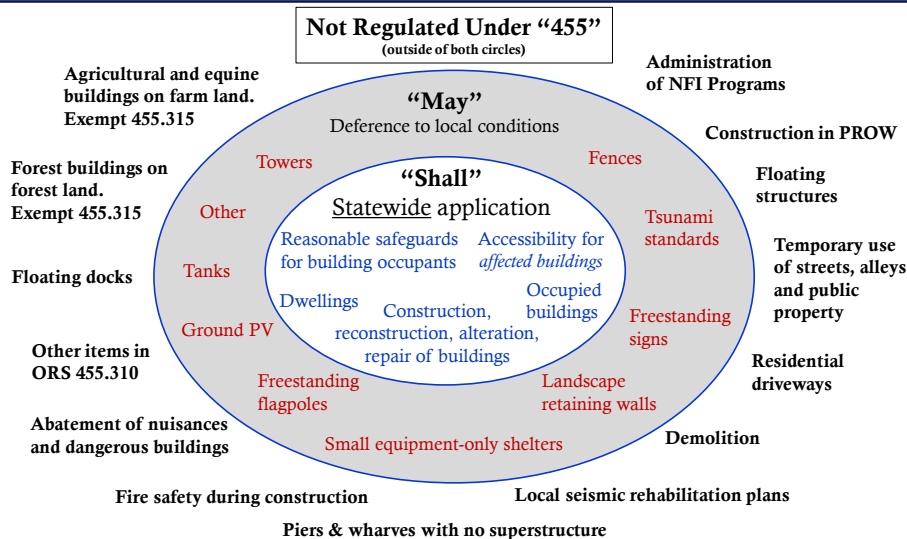 Not Regulated Under “455”
(outside of both circles)
Administration
of NFI Programs
Agricultural and equine
buildings on farm land.
Exempt 455.315
“May”
Deference to local conditions
Construction in PROW
Towers
Fences
Forest buildings on
forest land.
Exempt 455.315
“Shall”
Statewide application
Floating
structures
Other
Tsunami
standards
Reasonable safeguards
for building occupants
Accessibility for
affected buildings
Temporary use
of streets, alleys
and public
property
Floating docks
Tanks
Dwellings
Occupied
buildings
Construction,
reconstruction, alteration,
repair of buildings
Ground PV
Freestanding
signs
Other items in
ORS 455.310
Residential
driveways
Freestanding
flagpoles
Landscape
retaining walls
Abatement of nuisances
and dangerous buildings
Small equipment-only shelters
Demolition
Fire safety during construction
Local seismic rehabilitation plans
Piers & wharves with no superstructure